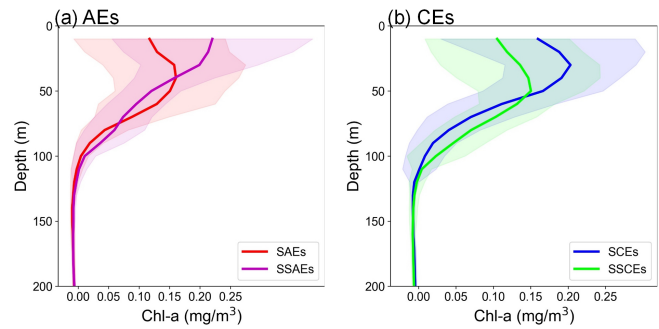 (a) AEs
(b) CEs
0
50
100
150
200
Depth (m)
0.00 0.05 0.10 0.15 0.20 0.25
Chl-a (mg/m³)
SAEs
SSAEs
0
50
100
150
200
Depth (m)
0.00 0.05 0.10 0.15 0.20 0.25
Chl-a (mg/m³)
SCEs
SSCEs